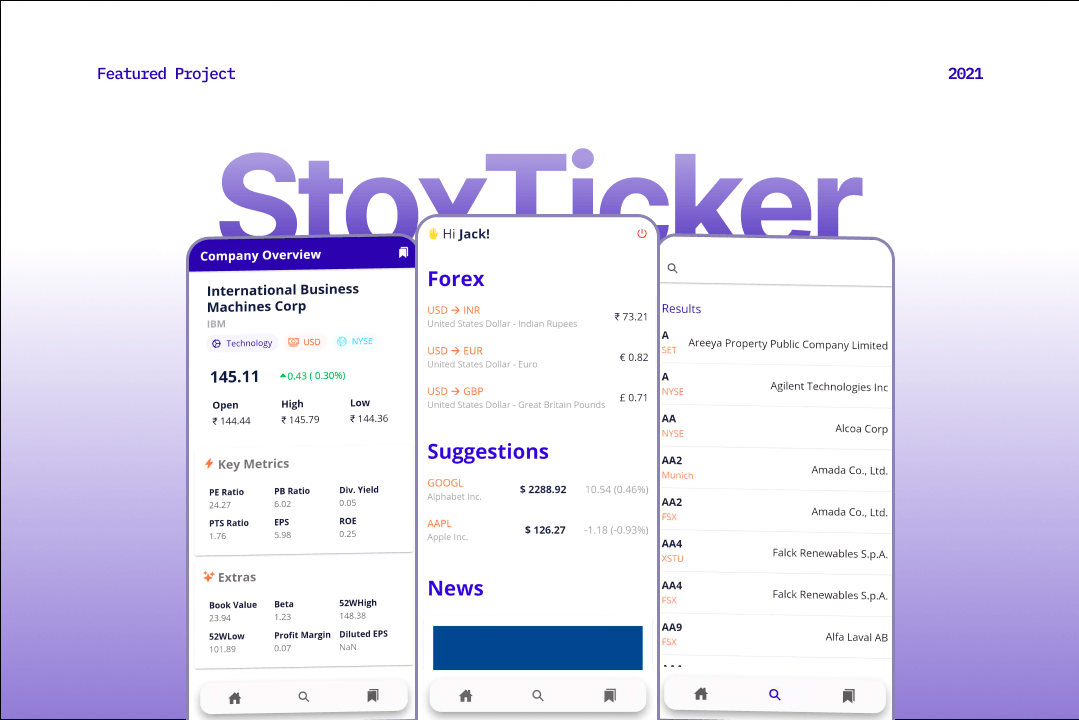 Featured Project
2021
StoxTicker
Company Overview
International Business
Machines Corp
IBM
Technology
USD
NYSE
145.11
0.43 ( 0.30%)
Open
High
Low
₹ 144.44
₹ 145.79
₹ 144.36
Key Metrics
PE Ratio
PB Ratio
Div. Yield
24.27
6.02
0.05
PTS Ratio
EPS
ROE
1.76
5.98
0.25
Extras
Book Value
Beta
52WHigh
23.94
1.23
148.38
52WLow
Profit Margin
Diluted EPS
101.89
0.07
NaN
Hi Jack!
Forex
USD → INR
United States Dollar - Indian Rupees
₹ 73.21
USD → EUR
United States Dollar - Euro
€ 0.82
USD → GBP
United States Dollar - Great Britain Pounds
£ 0.71
Suggestions
GOOGL
Alphabet Inc.
$ 2288.92
10.54 (0.46%)
AAPL
Apple Inc.
$ 126.27
-1.18 (-0.93%)
News
Results
A
SET
Areeya Property Public Company Limited
A
NYSE
Agilent Technologies Inc
AA
NYSE
Alcoa Corp
AA2
Munich
Amada Co., Ltd.
AA2
FSX
Amada Co., Ltd.
AA4
XSTU
Falck Renewables S.p.A.
AA4
FSX
Falck Renewables S.p.A.
AA9
FSX
Alfa Laval AB